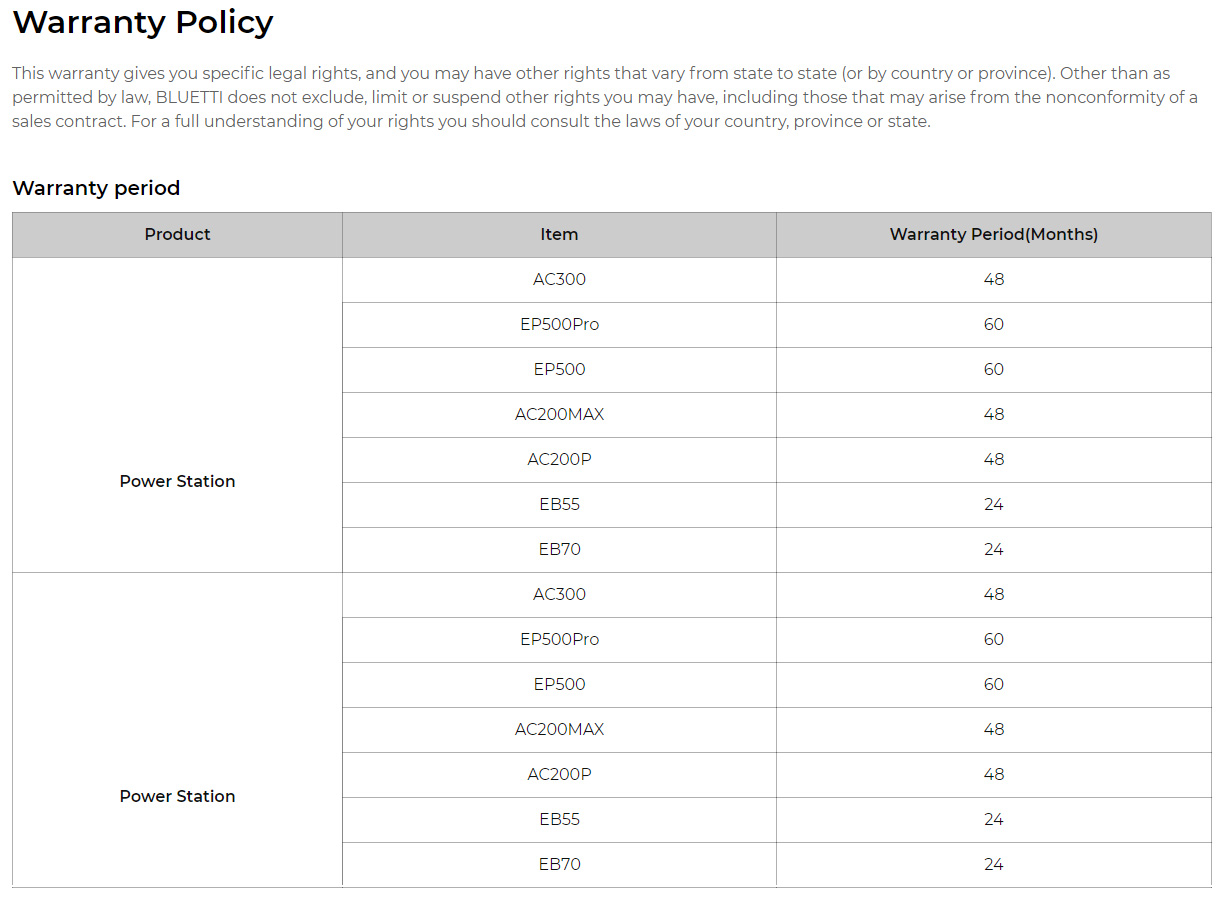 Warranty Policy
This warranty gives you specific legal rights, and you may have other rights that vary from state to state (or by country or province). Other than as
permitted by law, BLUETTI does not exclude, limit or suspend other rights you may have, including those that may arise from the nonconformity of a
sales contract. For a full understanding of your rights you should consult the laws of your country, province or state.
Warranty period
Product Item Warranty Period(Months)
AC300 48
EP500Pro 60
EP500 60
AC200MAX 48
AC200P 48
Power Station
EB55 24
EB70 24
AC300 48
EP500Pro 60
EP500 60
AC200MAX 48
AC200P 48
Power Station
EB55 24
EB70 24